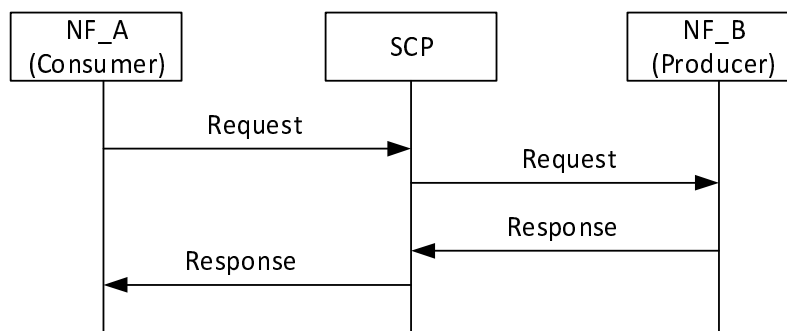 NF_A
(Consumer)
SCP
NF_B
(Producer)
Request
Request
Response
Response